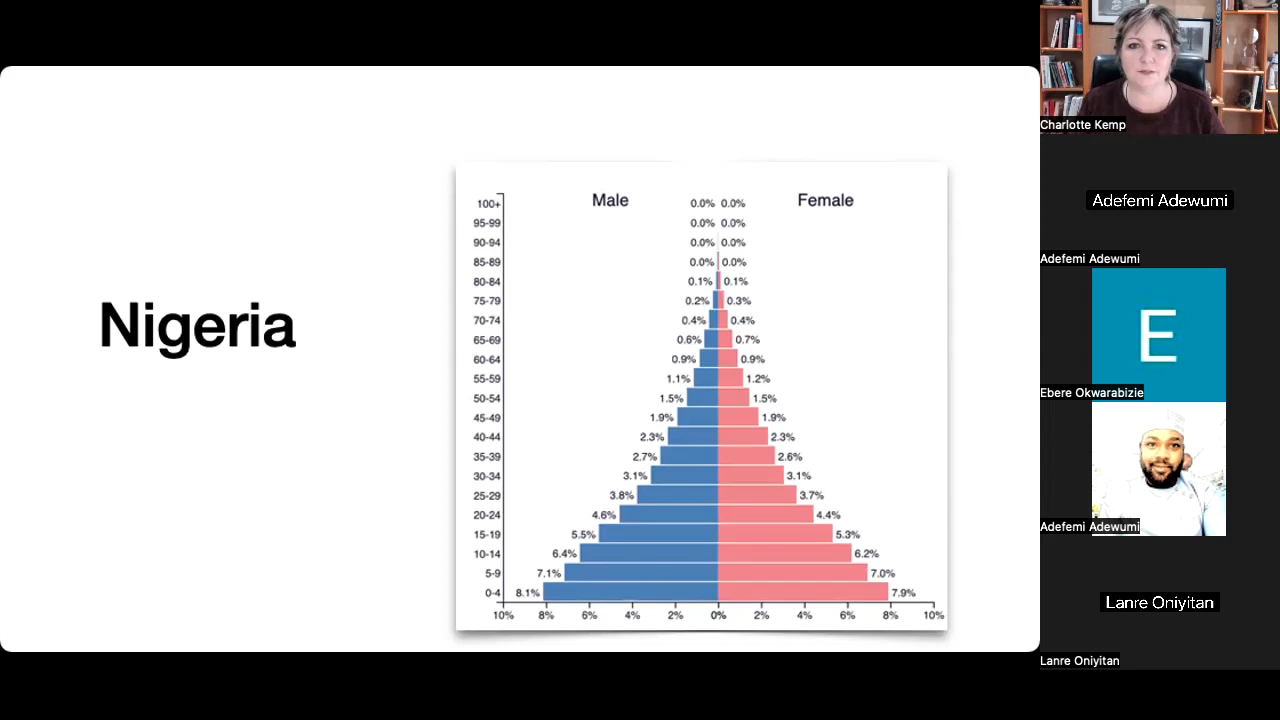 Nigeria
Male Female
100+ 0.0% 0.0%
95-99 0.0% 0.0%
90-94 0.0% 0.0%
85-89 0.0% 0.0%
80-84 0.1% 0.1%
75-79 0.2% 0.3%
70-74 0.4% 0.4%
65-69 0.6% 0.7%
60-64 0.9% 0.9%
55-59 1.1% 1.2%
50-54 1.5% 1.5%
45-49 1.9% 1.9%
40-44 2.3% 2.3%
35-39 2.7% 2.6%
30-34 3.1% 3.1%
25-29 3.8% 3.7%
20-24 4.6% 4.4%
15-19 5.5% 5.3%
10-14 6.4% 6.2%
5-9 7.1% 7.0%
0-4 8.1% 7.9%
10% 8% 6% 4% 2% 0% 2% 4% 6% 8% 10%
Charlotte Kemp
Adefemi Adewumi
Adefemi Adewumi
E
Ebere Okwarabizie
Adefemi Adewumi
Lanre Oniyitan
Lanre Oniyitan